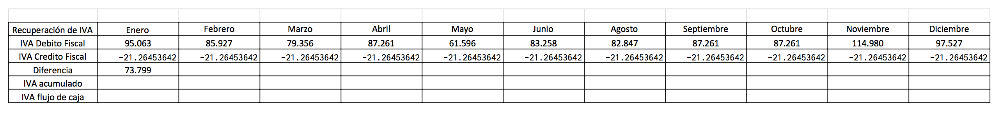 Recuperación de IVA Enero Febrero Marzo Abril Mayo Junio Agosto Septiembre Octubre Noviembre Diciembre
IVA Debito Fiscal 95.063 85.927 79.356 87.261 61.596 83.258 82.847 87.261 87.261 114.980 97.527
IVA Credito Fiscal -21.26453642 -21.26453642 -21.26453642 -21.26453642 -21.26453642 -21.26453642 -21.26453642 -21.26453642 -21.26453642 -21.26453642 -21.26453642
Diferencia 73.799
IVA acumulado
IVA flujo de caja